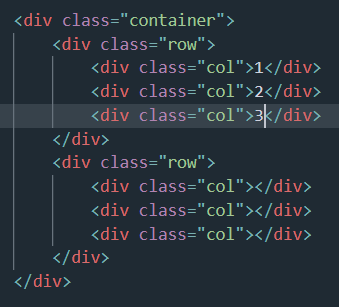 <div class="container">
    <div class="row">
        <div class="col">1</div>
        <div class="col">2</div>
        <div class="col">3</div>
    </div>
    <div class="row">
        <div class="col"></div>
        <div class="col"></div>
        <div class="col"></div>
    </div>
</div>